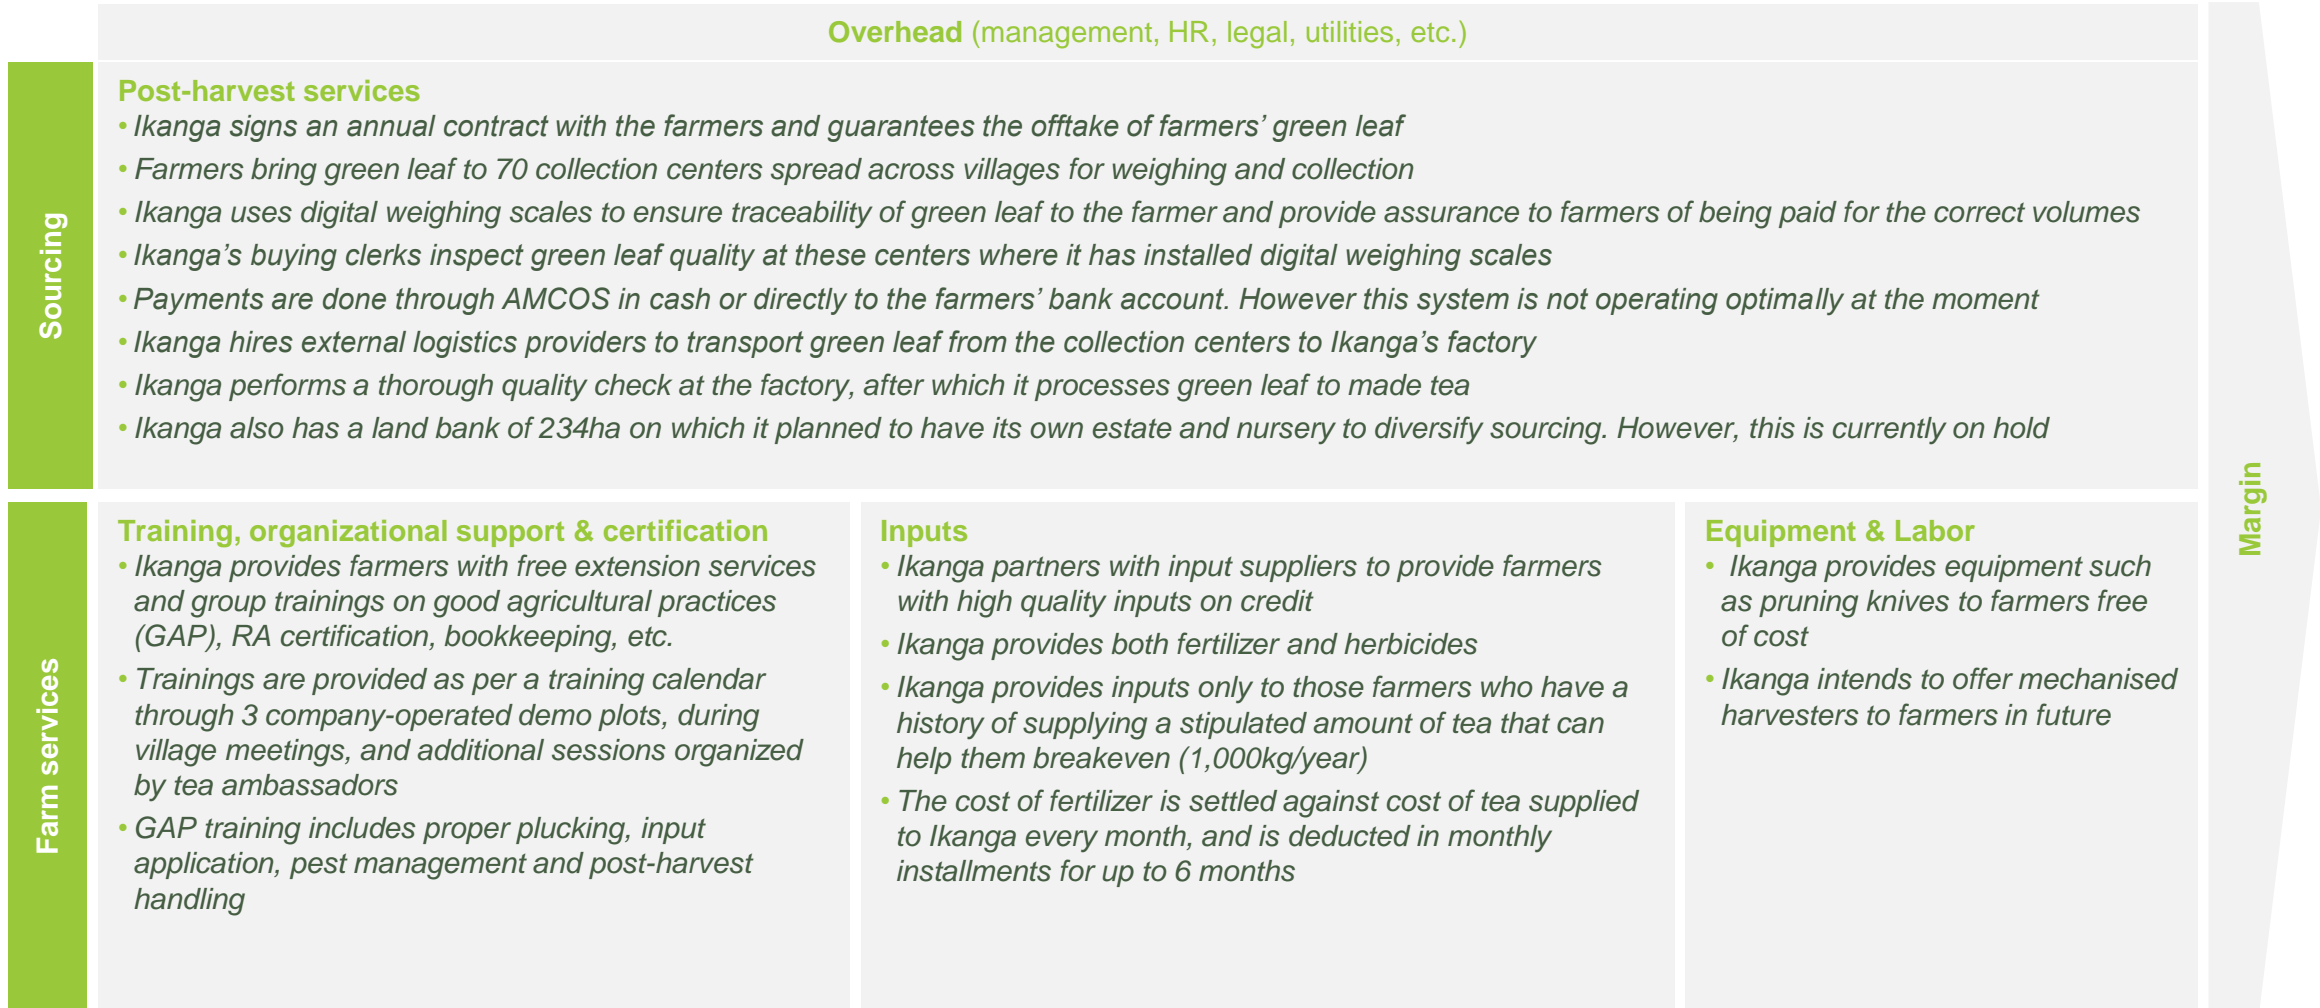 Overhead (management, HR, legal, utilities, etc.)
Sourcing
Post-harvest services
• Ikanga signs an annual contract with the farmers and guarantees the offtake of farmers’ green leaf
• Farmers bring green leaf to 70 collection centers spread across villages for weighing and collection
• Ikanga uses digital weighing scales to ensure traceability of green leaf to the farmer and provide assurance to farmers of being paid for the correct volumes
• Ikanga’s buying clerks inspect green leaf quality at these centers where it has installed digital weighing scales
• Payments are done through AMCOS in cash or directly to the farmers’ bank account. However this system is not operating optimally at the moment
• Ikanga hires external logistics providers to transport green leaf from the collection centers to Ikanga’s factory
• Ikanga performs a thorough quality check at the factory, after which it processes green leaf to made tea
• Ikanga also has a land bank of 234ha on which it planned to have its own estate and nursery to diversify sourcing. However, this is currently on hold
Farm services
Training, organizational support & certification
• Ikanga provides farmers with free extension services
and group trainings on good agricultural practices
(GAP), RA certification, bookkeeping, etc.
• Trainings are provided as per a training calendar
through 3 company-operated demo plots, during
village meetings, and additional sessions organized
by tea ambassadors
• GAP training includes proper plucking, input
application, pest management and post-harvest
handling
Inputs
• Ikanga partners with input suppliers to provide farmers
with high quality inputs on credit
• Ikanga provides both fertilizer and herbicides
• Ikanga provides inputs only to those farmers who have a
history of supplying a stipulated amount of tea that can
help them breakeven (1,000kg/year)
• The cost of fertilizer is settled against cost of tea supplied
to Ikanga every month, and is deducted in monthly
installments for up to 6 months
Equipment & Labor
• Ikanga provides equipment such
as pruning knives to farmers free
of cost
• Ikanga intends to offer mechanised
harvesters to farmers in future
Margin